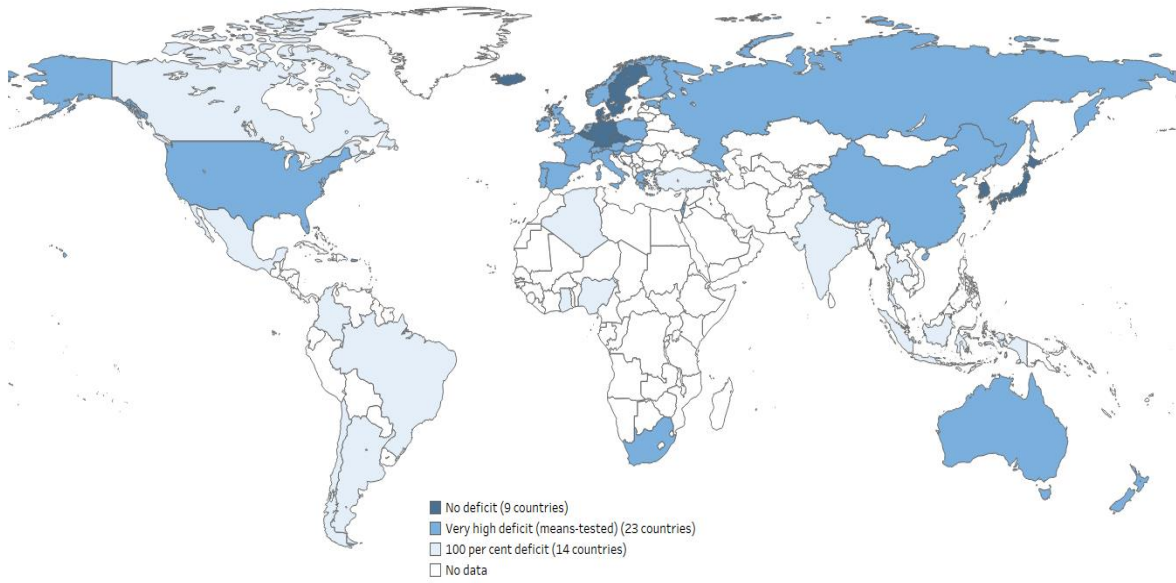 No deficit (9 countries)
Very high deficit (means-tested) (23 countries)
100 per cent deficit (14 countries)
No data